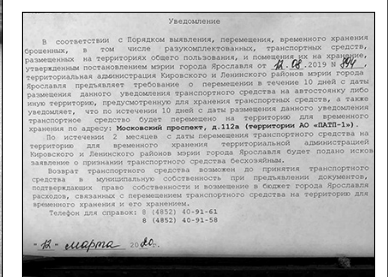 Уведомление
В соответствии с Порядком выявления, перемещения, временного хранения
брошенных, в том числе разукомплектованных, транспортных средств,
размещенных на территориях общего пользования, и помещения их на хранение,
утвержденным постановлением мэрии города Ярославля от 12.08.2019 N 894,
территориальная администрация Кировского и Ленинского районов мэрии города
Ярославля предъявляет требование о перемещении в течение 10 дней с даты
размещения данного уведомления транспортного средства на автостоянку либо
иную территорию, предусмотренную для хранения транспортных средств, а также
уведомляет, что по истечении 10 дней с даты размещения данного уведомления
транспортное средство будет перемещено на территорию для временного
хранения по адресу: Московский проспект, д.112а (территории АО «ПАТП-1»).
По истечении 2 месяцев с даты перемещения транспортного средства на
территорию для временного хранения территориальной администрацией
Кировского и Ленинского районов мэрии города Ярославля будет подано исков
заявление о признании транспортного средства бесхозяйным.
Возврат транспортного средства возможен до принятия транспортного
средства в муниципальную собственность при предъявлении документов,
подтверждающих право собственности и возмещение в бюджет города Ярославля
расходов, связанных с перемещением транспортного средства на территорию для
временного хранения и его хранением.
Телефон для справок: 8 (4852) 40-91-61
8 (4852) 40-91-58
"12" марта 2020г.